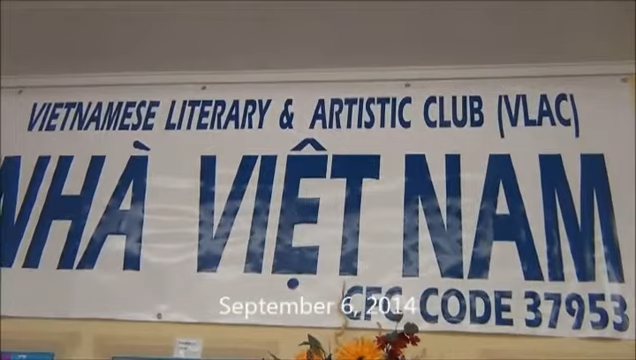 VIETNAMESE LITERARY & ARTISTIC CLUB (VLAC)
NHÀ VIỆT NAM
CFC CODE 37953
September 6, 2014